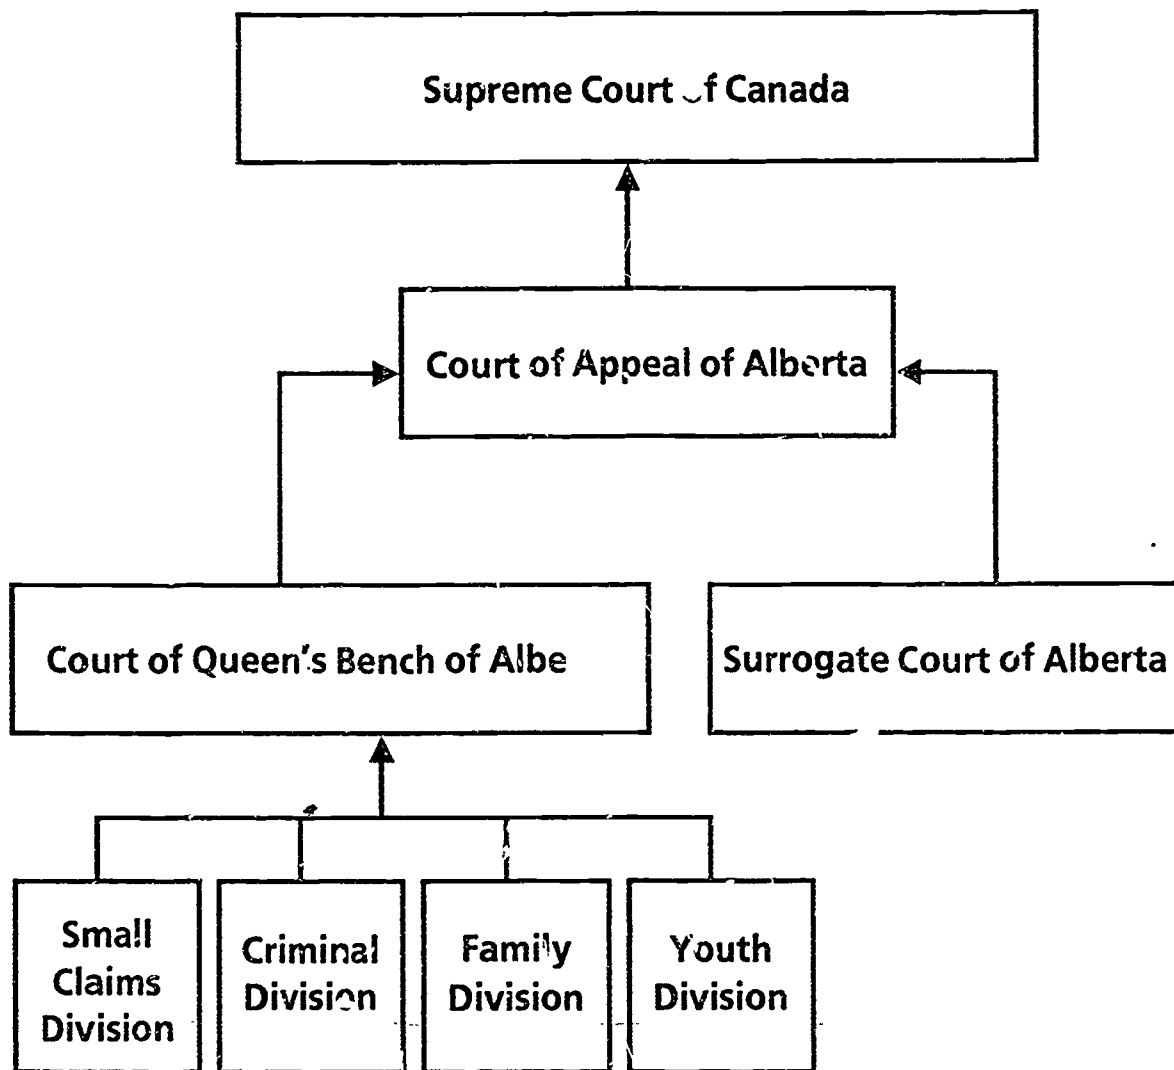 Supreme Court of Canada
Court of Appeal of Alberta
Court of Queen's Bench of Albe
Surrogate Court of Alberta
Small
Claims
Division
Criminal
Division
Family
Division
Youth
Division